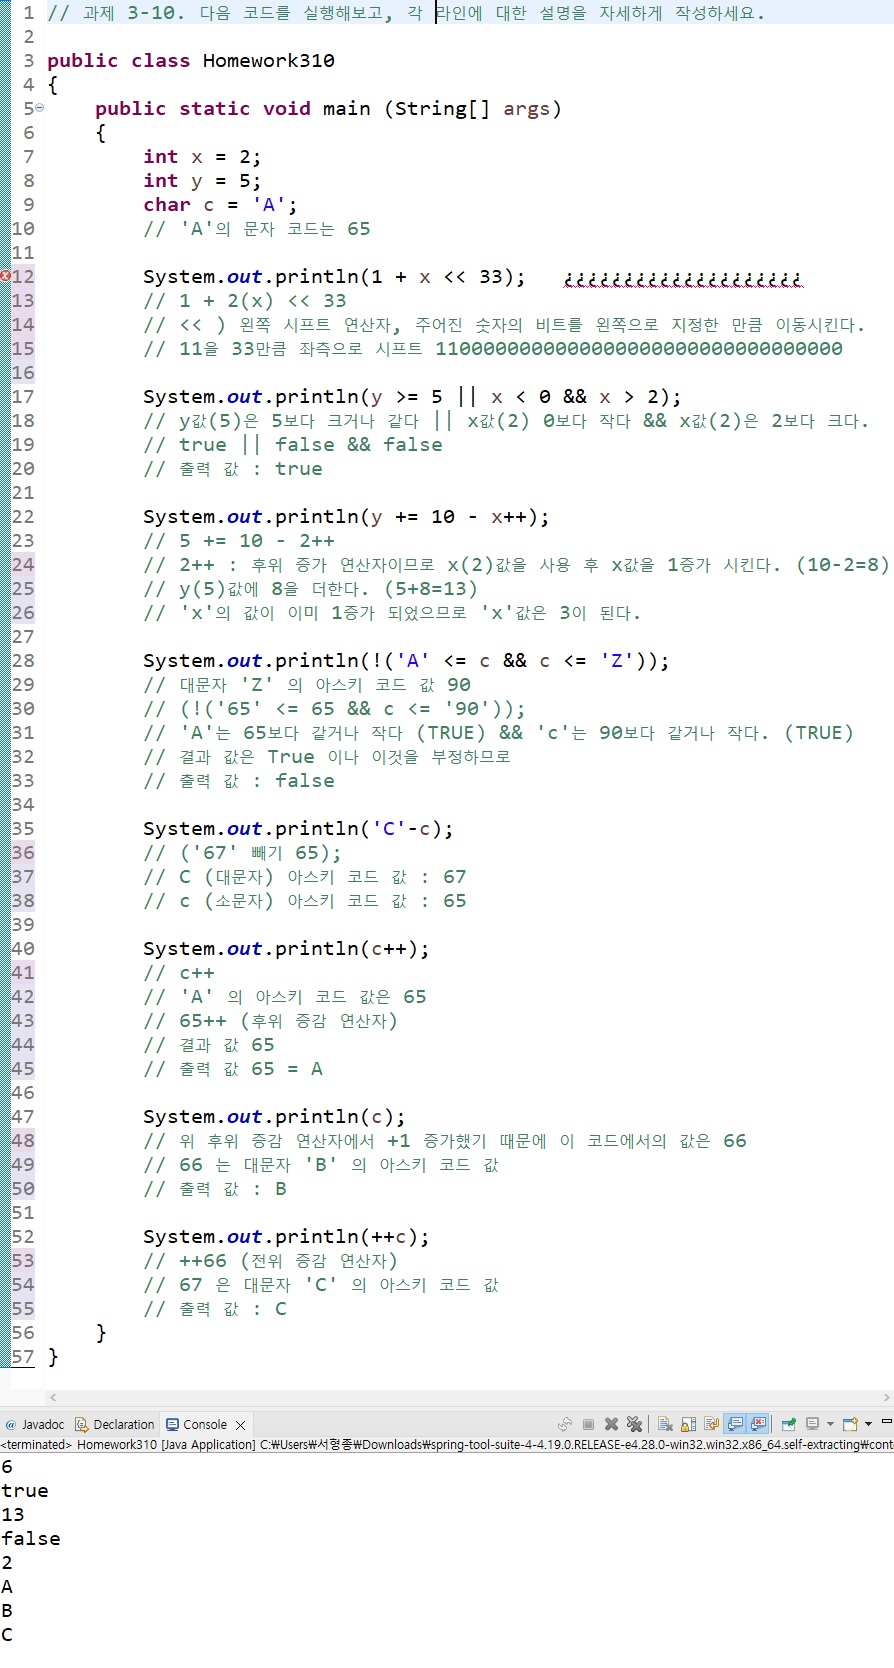 1 // 과제 3-10. 다음 코드를 실행해보고, 각 라인에 대한 설명을 자세하게 작성하세요.
2
3 public class Homework310
4 {
5 public static void main (String[] args)
6 {
7 int x = 2;
8 int y = 5;
9 char c = 'A';
10 // 'A'의 문자 코드는 65
11
12 System.out.println(1 + x << 33); ¿¿¿¿¿¿¿¿¿¿¿¿¿¿¿¿¿¿¿¿
13 // 1 + 2(x) << 33
14 // << ) 왼쪽 시프트 연산자, 주어진 숫자의 비트를 왼쪽으로 지정한 만큼 이동시킨다.
15 // 11을 33만큼 좌측으로 시프트 1100000000000000000000000000000000
16
17 System.out.println(y >= 5 || x < 0 && x > 2);
18 // y값(5)은 5보다 크거나 같다 || x값(2) 0보다 작다 && x값(2)은 2보다 크다.
19 // true || false && false
20 // 출력 값 : true
21
22 System.out.println(y += 10 - x++);
23 // 5 += 10 - 2++
24 // 2++ : 후위 증가 연산자이므로 x(2)값을 사용 후 x값을 1증가 시킨다. (10-2=8)
25 // y(5)값에 8을 더한다. (5+8=13)
26 // 'x'의 값이 이미 1증가 되었으므로 'x'값은 3이 된다.
27
28 System.out.println(!('A' <= c && c <= 'Z'));
29 // 대문자 'Z' 의 아스키 코드 값 90
30 // (!('65' <= 65 && c <= '90'));
31 // 'A'는 65보다 같거나 작다 (TRUE) && 'c'는 90보다 같거나 작다. (TRUE)
32 // 결과 값은 True 이나 이것을 부정하므로
33 // 출력 값 : false
34
35 System.out.println('C'-c);
36 // ('67' 빼기 65);
37 // C (대문자) 아스키 코드 값 : 67
38 // c (소문자) 아스키 코드 값 : 65
39
40 System.out.println(c++);
41 // c++
42 // 'A' 의 아스키 코드 값은 65
43 // 65++ (후위 증감 연산자)
44 // 결과 값 65
45 // 출력 값 65 = A
46
47 System.out.println(c);
48 // 위 후위 증감 연산자에서 +1 증가했기 때문에 이 코드에서의 값은 66
49 // 66 는 대문자 'B' 의 아스키 코드 값
50 // 출력 값 : B
51
52 System.out.println(++c);
53 // ++66 (전위 증감 연산자)
54 // 67 은 대문자 'C' 의 아스키 코드 값
55 // 출력 값 : C
56 }
57 }
@ Javadoc Declaration Console
<terminated> Homework310 [Java Application] C:₩Users₩서형종₩Downloads₩spring-tool-suite-4-4.19.0.RELEASE-e4.28.0-win32.win32.x86_64.self-extracting₩cont
6
true
13
false
2
A
B
C